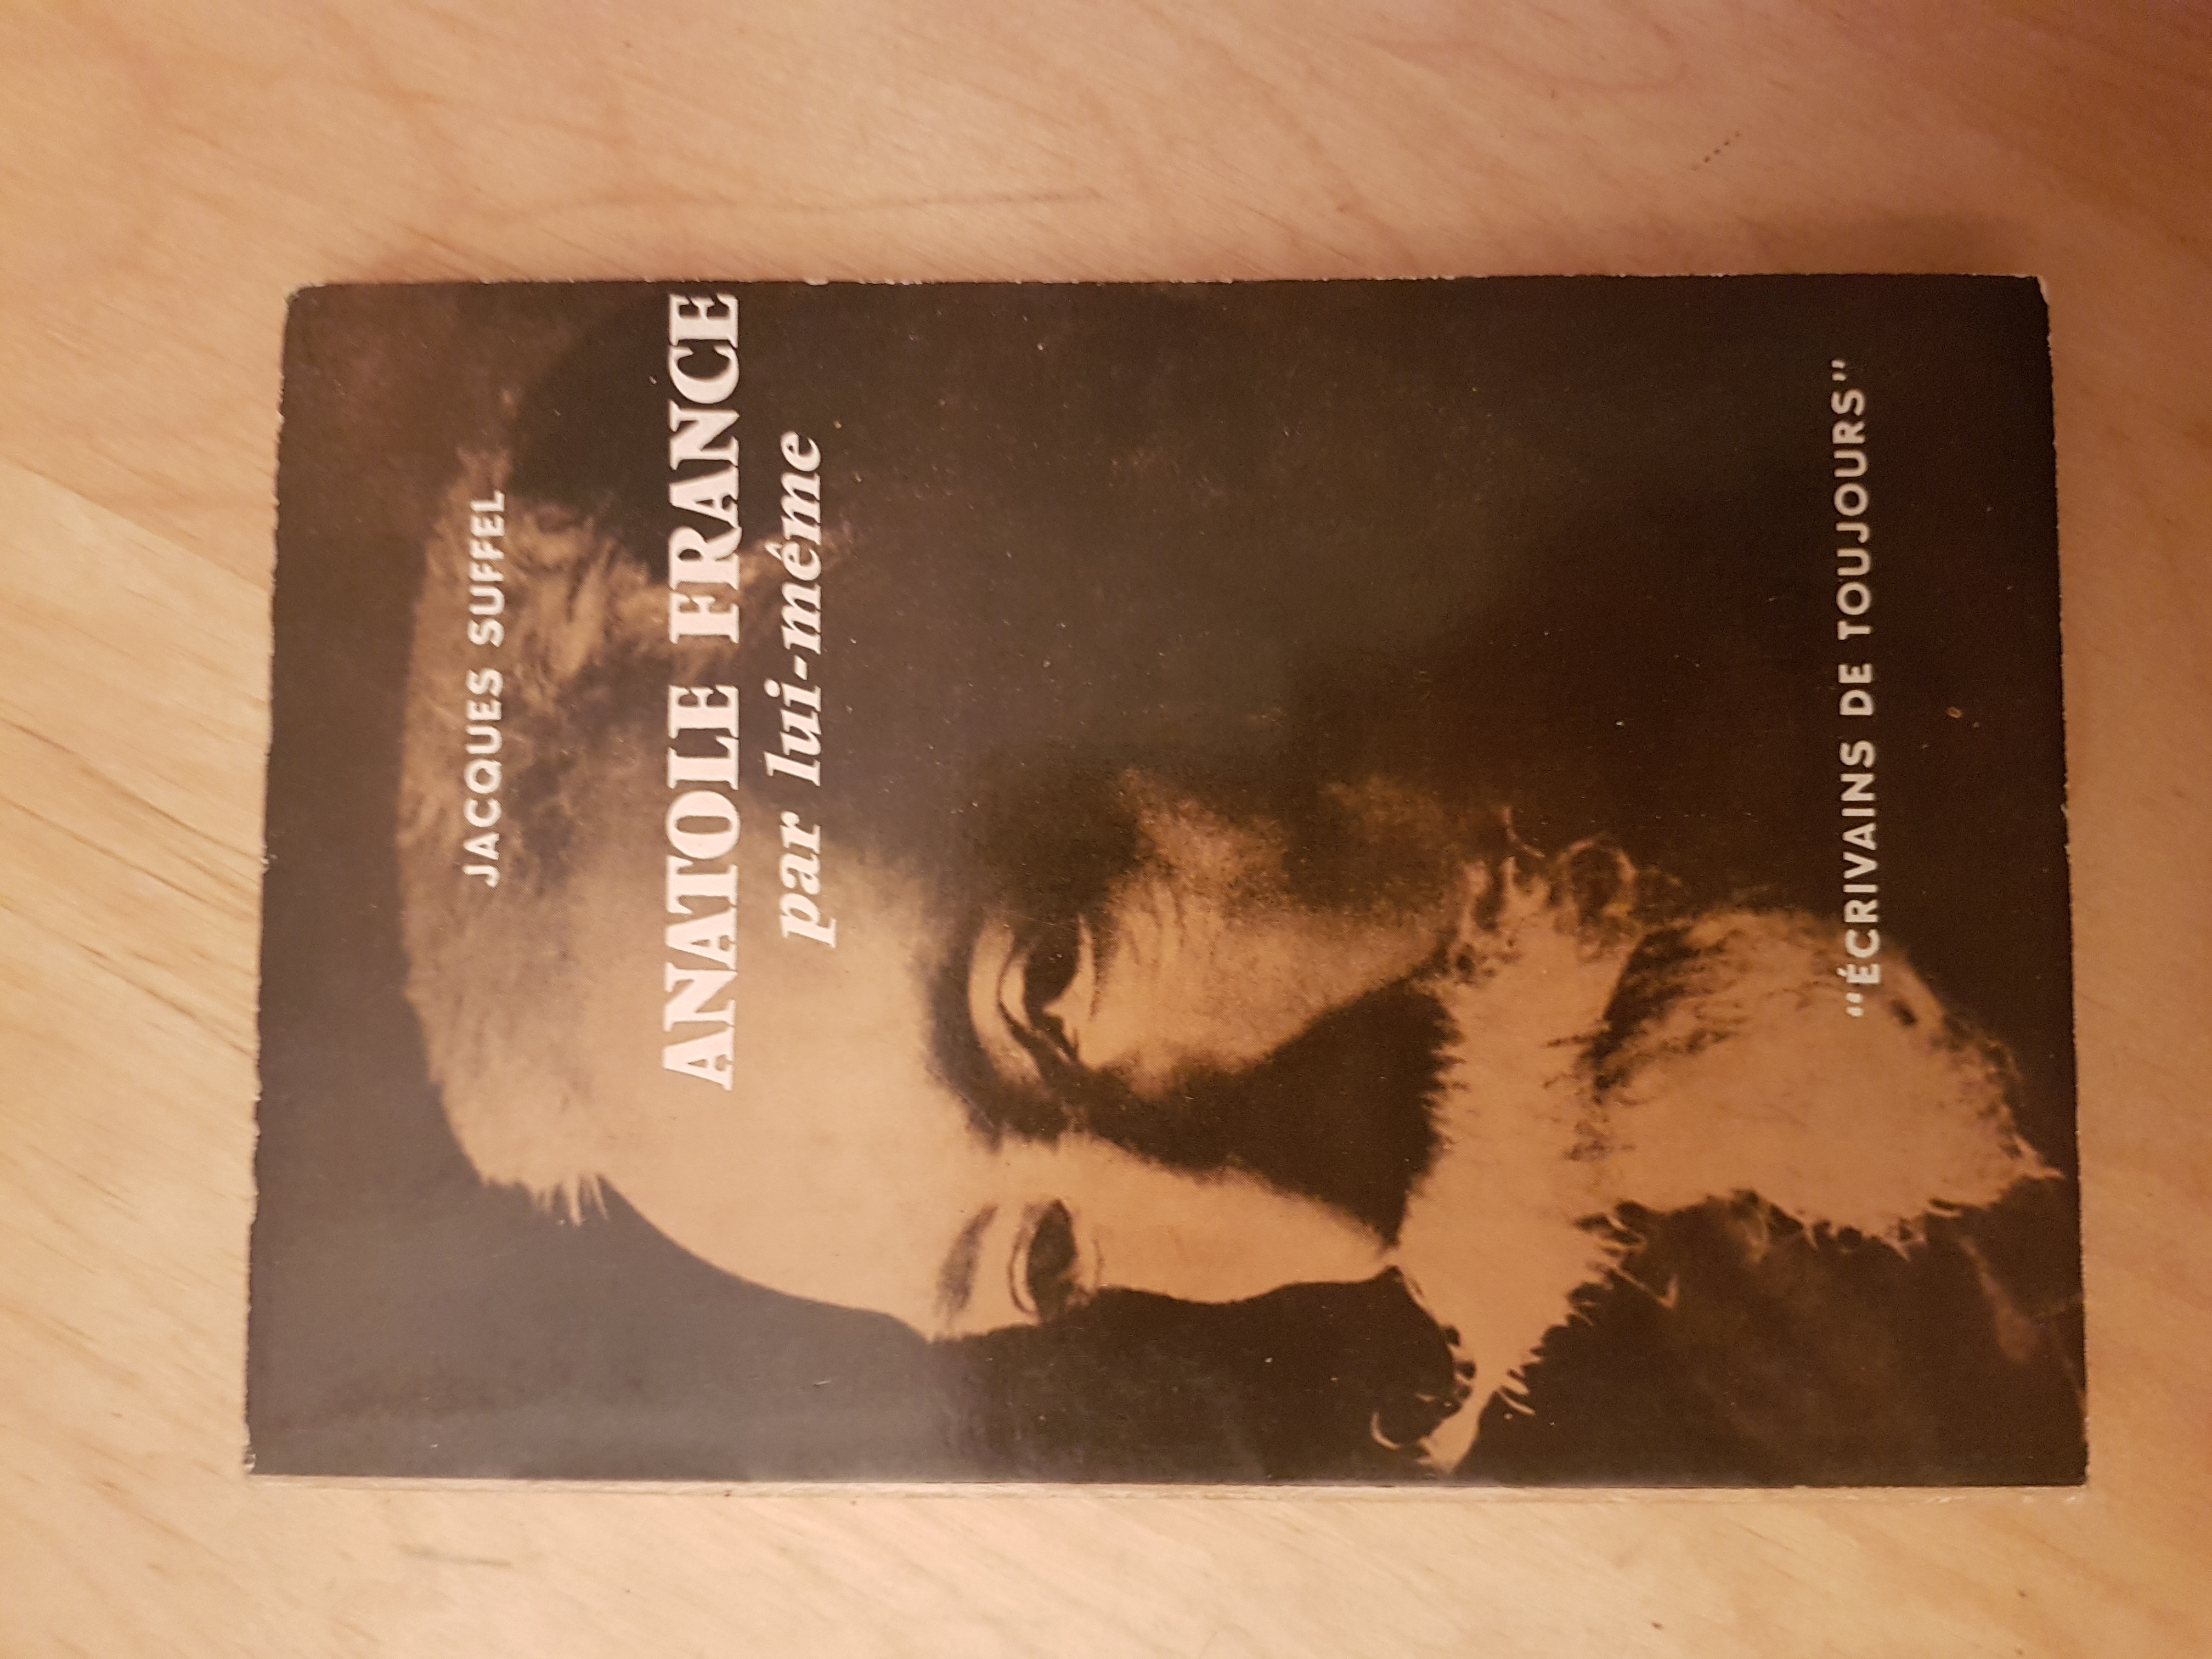 JACQUES SUFFEL
ANATOLE FRANCE
par lui-même
“ÉCRIVAINS DE TOUJOURS”